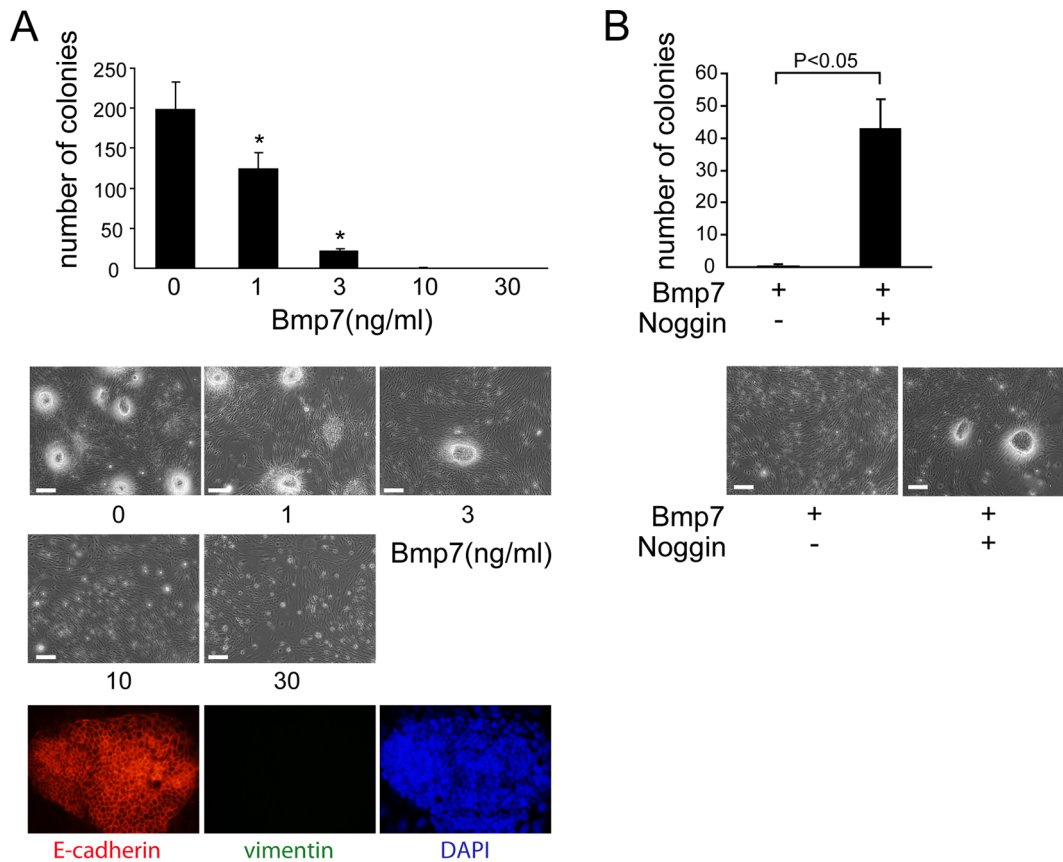 A
number of colonies
250
200
150
100
50
0
*
*
0 1 3 10 30
Bmp7(ng/ml)
0 1 3
Bmp7(ng/ml)
10 30
E-cadherin vimentin DAPI
B
number of colonies
P<0.05
60
50
40
30
20
10
0
Bmp7 + +
Noggin - +
Bmp7 + +
Noggin - +